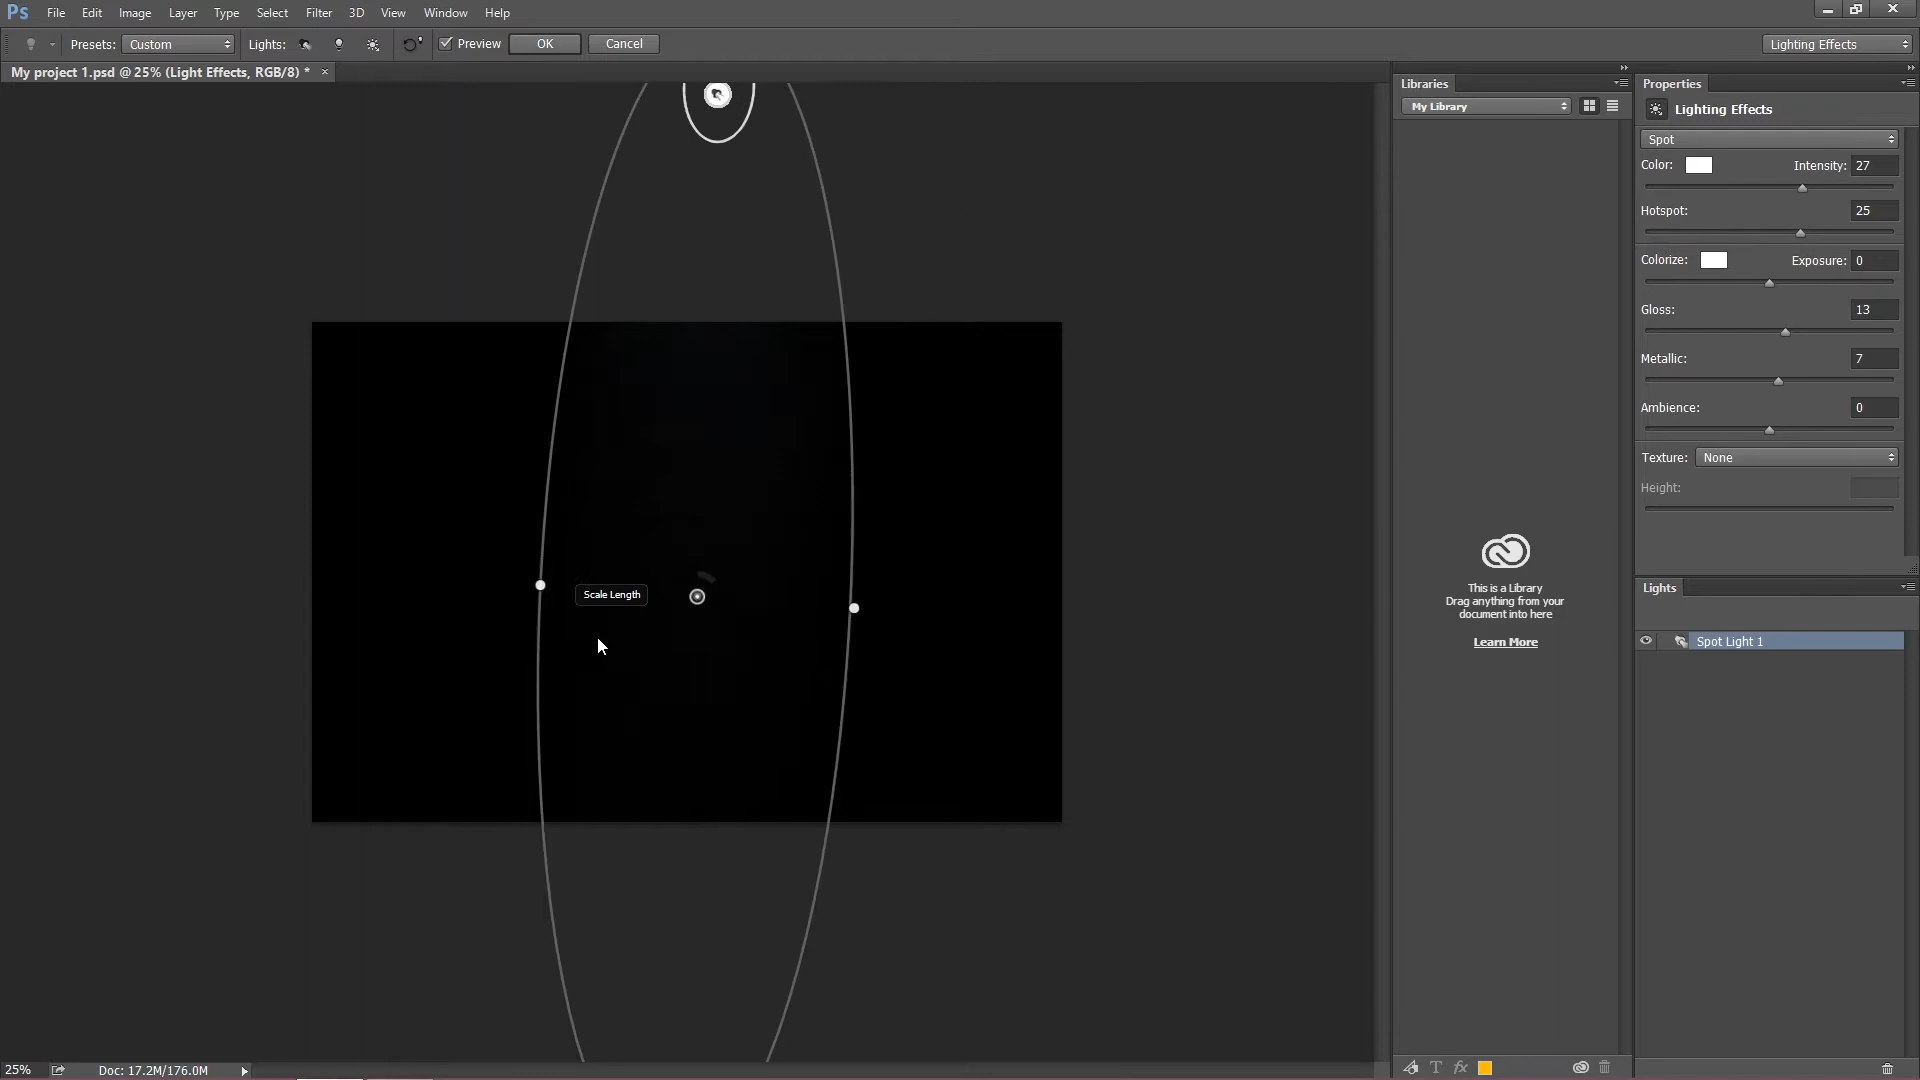 Ps File Edit Image Layer Type Select Filter 3D View Window Help
Presets: Custom Lights: Preview OK Cancel Lighting Effects
My project 1.psd @ 25% (Light Effects, RGB/8) * ×
Libraries
My Library
This is a Library
Drag anything from your
document into here
Learn More
Properties
Lighting Effects
Spot
Color: Intensity: 27
Hotspot: 25
Colorize: Exposure: 0
Gloss: 13
Metallic: 7
Ambience: 0
Texture: None
Height:
Lights
Spot Light 1
Scale Length
25% Doc: 17.2M/176.0M
T fx